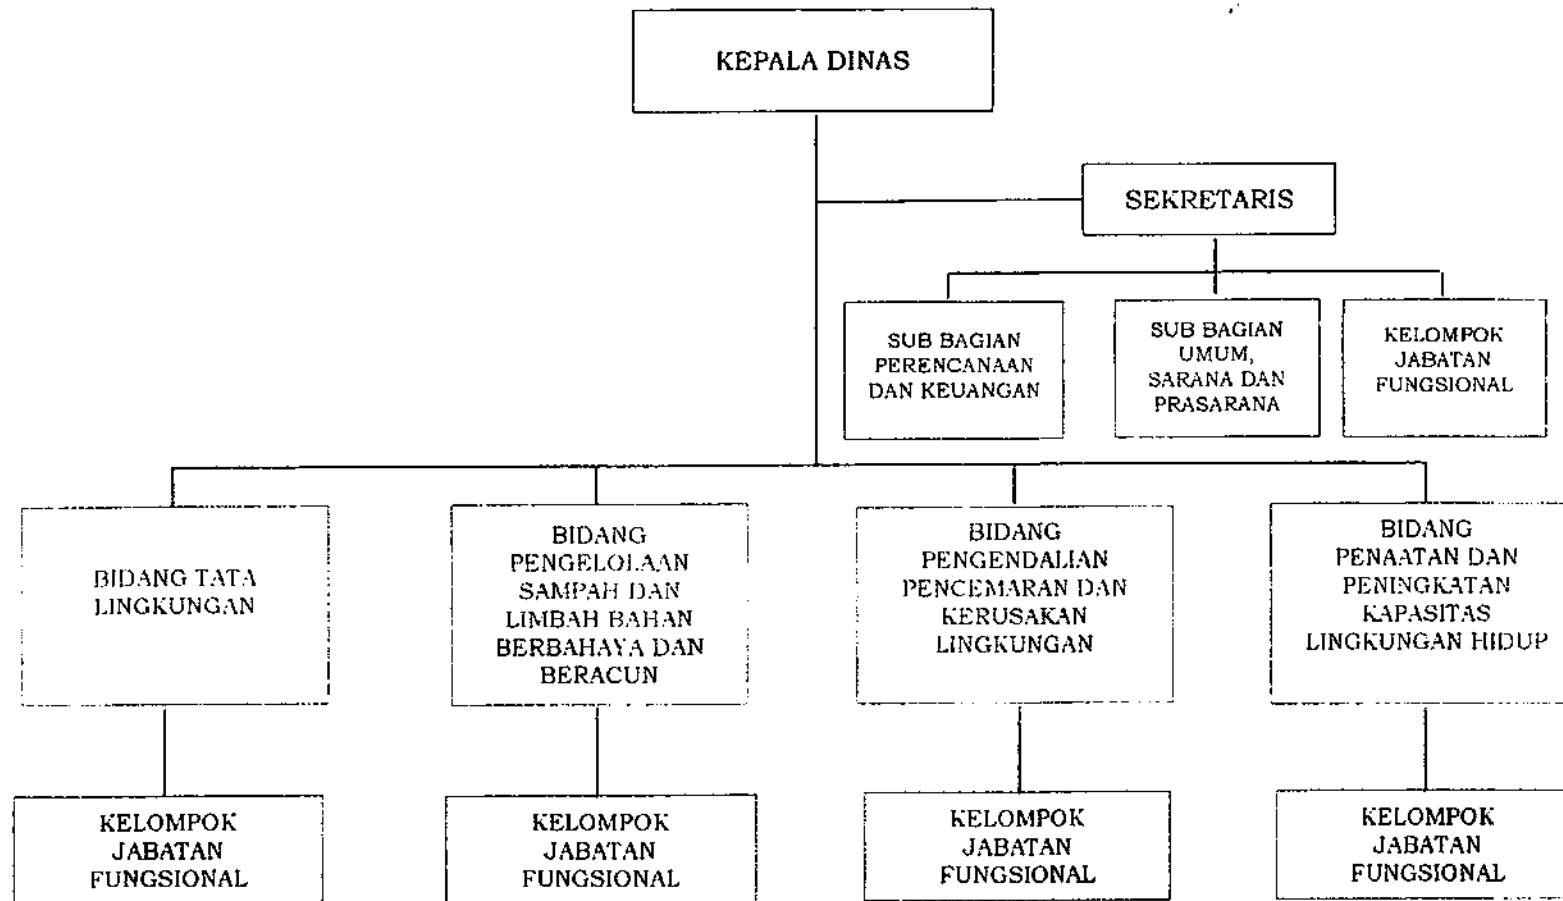 KEPALA DINAS
SEKRETARIS
SUB BAGIAN
PERENCANAAN
DAN KEUANGAN
SUB BAGIAN
UMUM,
SARANA DAN
PRASARANA
KELOMPOK
JABATAN
FUNGSIONAL
BIDANG TATA
LINGKUNGAN
BIDANG
PENGELOLAAN
SAMPAH DAN
LIMBAH BAHAN
BERBAHAYA DAN
BERACUN
BIDANG
PENGENDALIAN
PENCEMARAN DAN
KERUSAKAN
LINGKUNGAN
BIDANG
PENAATAN DAN
PENINGKATAN
KAPASITAS
LINGKUNGAN HIDUP
KELOMPOK
JABATAN
FUNGSIONAL
KELOMPOK
JABATAN
FUNGSIONAL
KELOMPOK
JABATAN
FUNGSIONAL
KELOMPOK
JABATAN
FUNGSIONAL